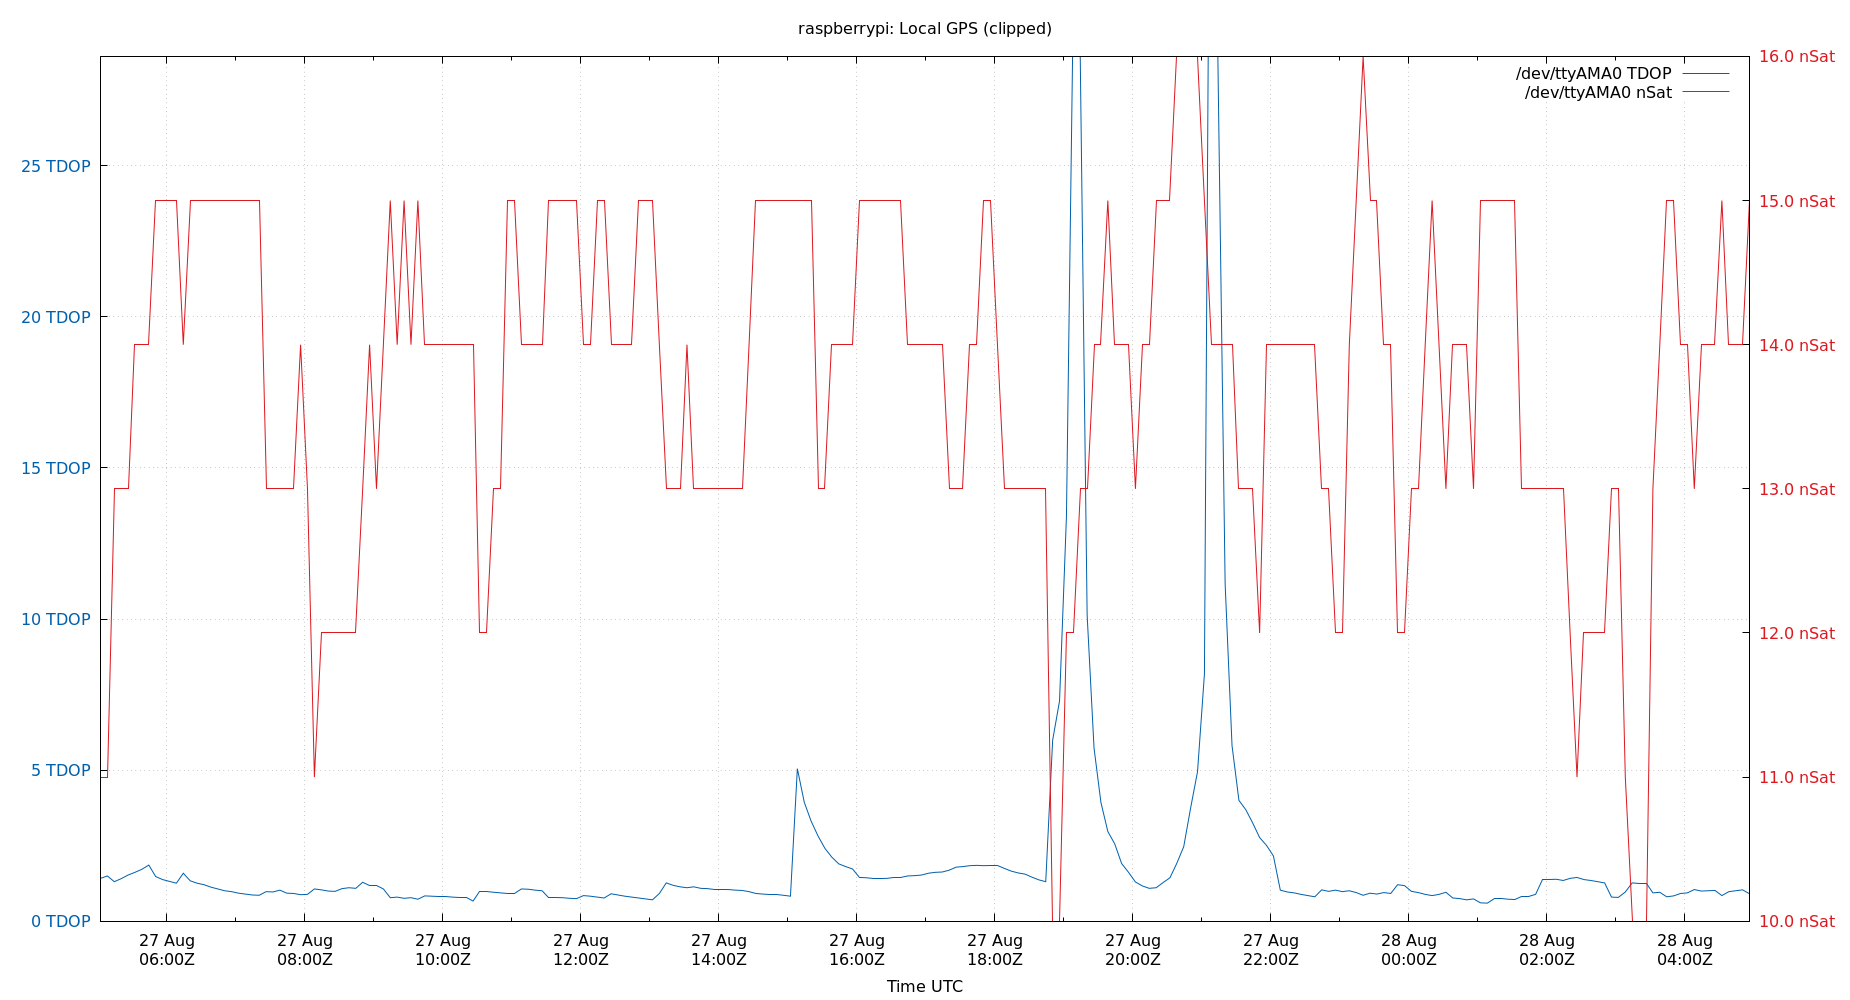 raspberrypi: Local GPS (clipped)
16.0 nSat
/dev/ttyAMA0 TDOP
/dev/ttyAMA0 nSat
25 TDOP
15.0 nSat
20 TDOP
14.0 nSat
15 TDOP
13.0 nSat
10 TDOP
12.0 nSat
5 TDOP
11.0 nSat
0 TDOP
10.0 nSat
27 Aug 27 Aug 27 Aug 27 Aug 27 Aug 27 Aug 27 Aug 27 Aug 27 Aug 28 Aug 28 Aug 28 Aug
06:00Z 08:00Z 10:00Z 12:00Z 14:00Z 16:00Z 18:00Z 20:00Z 22:00Z 00:00Z 02:00Z 04:00Z
Time UTC